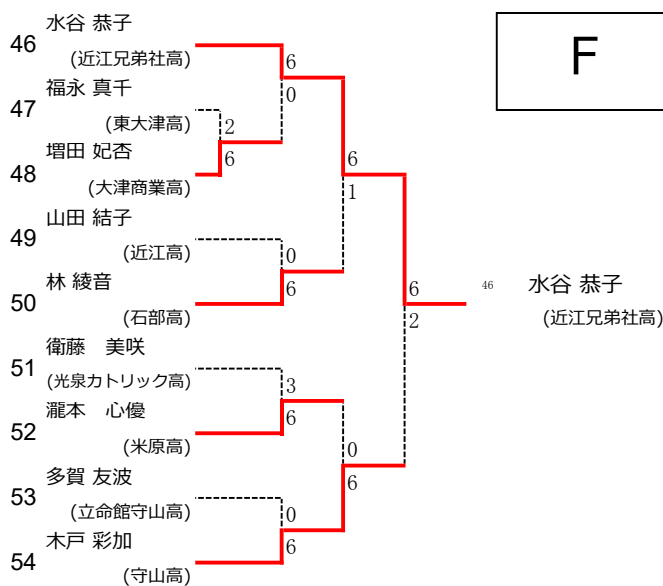 F
水谷 恭子
46
(近江兄弟社高)
6
0
福永 真千
47
(東大津高)
2
6
増田 妃杏
48
(大津商業高)
6
1
山田 結子
49
(近江高)
0
6
林 綾音
50
(石部高)
6
2
46 水谷 恭子
(近江兄弟社高)
衛藤　美咲
51
(光泉カトリック高)
3
6
瀧本　心優
52
(米原高)
0
6
多賀 友波
53
(立命館守山高)
0
6
木戸 彩加
54
(守山高)